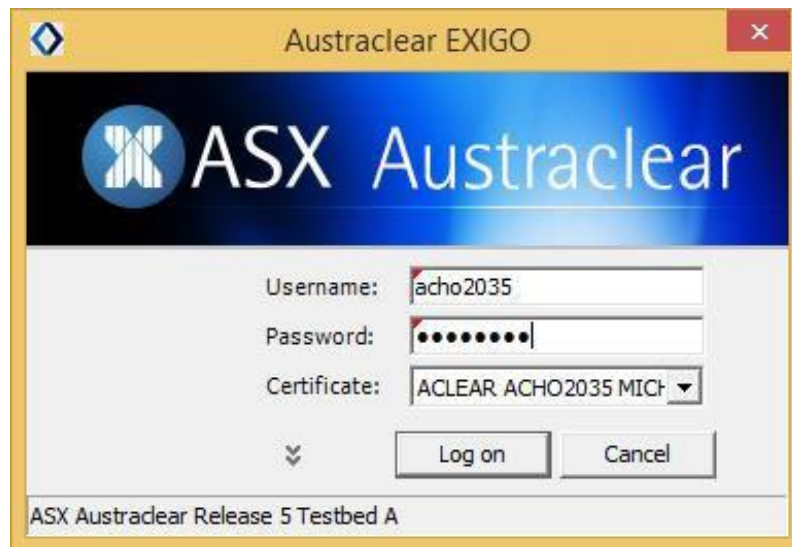 Austraclear EXIGO
ASX Austraclear
Username: acho2035
Password: ••••••••
Certificate: ACLEAR ACHO2035 MICH
Log on Cancel
ASX Austraclear Release 5 Testbed A